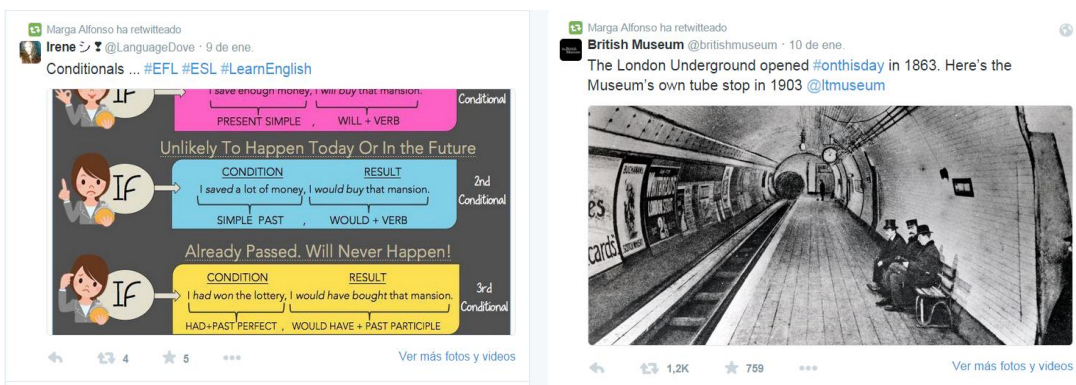 Marga Alfonso ha retwitteado
Irene シ ❣ @LanguageDove · 9 de ene.
Conditionals ... #EFL #ESL #LearnEnglish
IF
I save enough money, I will buy that mansion.
Conditional
PRESENT SIMPLE , WILL + VERB
Unlikely To Happen Today Or In the Future
CONDITION RESULT
IF
I saved a lot of money, I would buy that mansion.
2nd
Conditional
SIMPLE PAST , WOULD + VERB
Already Passed. Will Never Happen!
CONDITION RESULT
IF
I had won the lottery, I would have bought that mansion.
3rd
Conditional
HAD+PAST PERFECT , WOULD HAVE + PAST PARTICIPLE
4
5
Ver más fotos y videos
Marga Alfonso ha retwitteado
British Museum @britishmuseum · 10 de ene.
The London Underground opened #onthisday in 1863. Here's the
Museum's own tube stop in 1903 @ltmuseum
cards
1,2K
759
Ver más fotos y videos